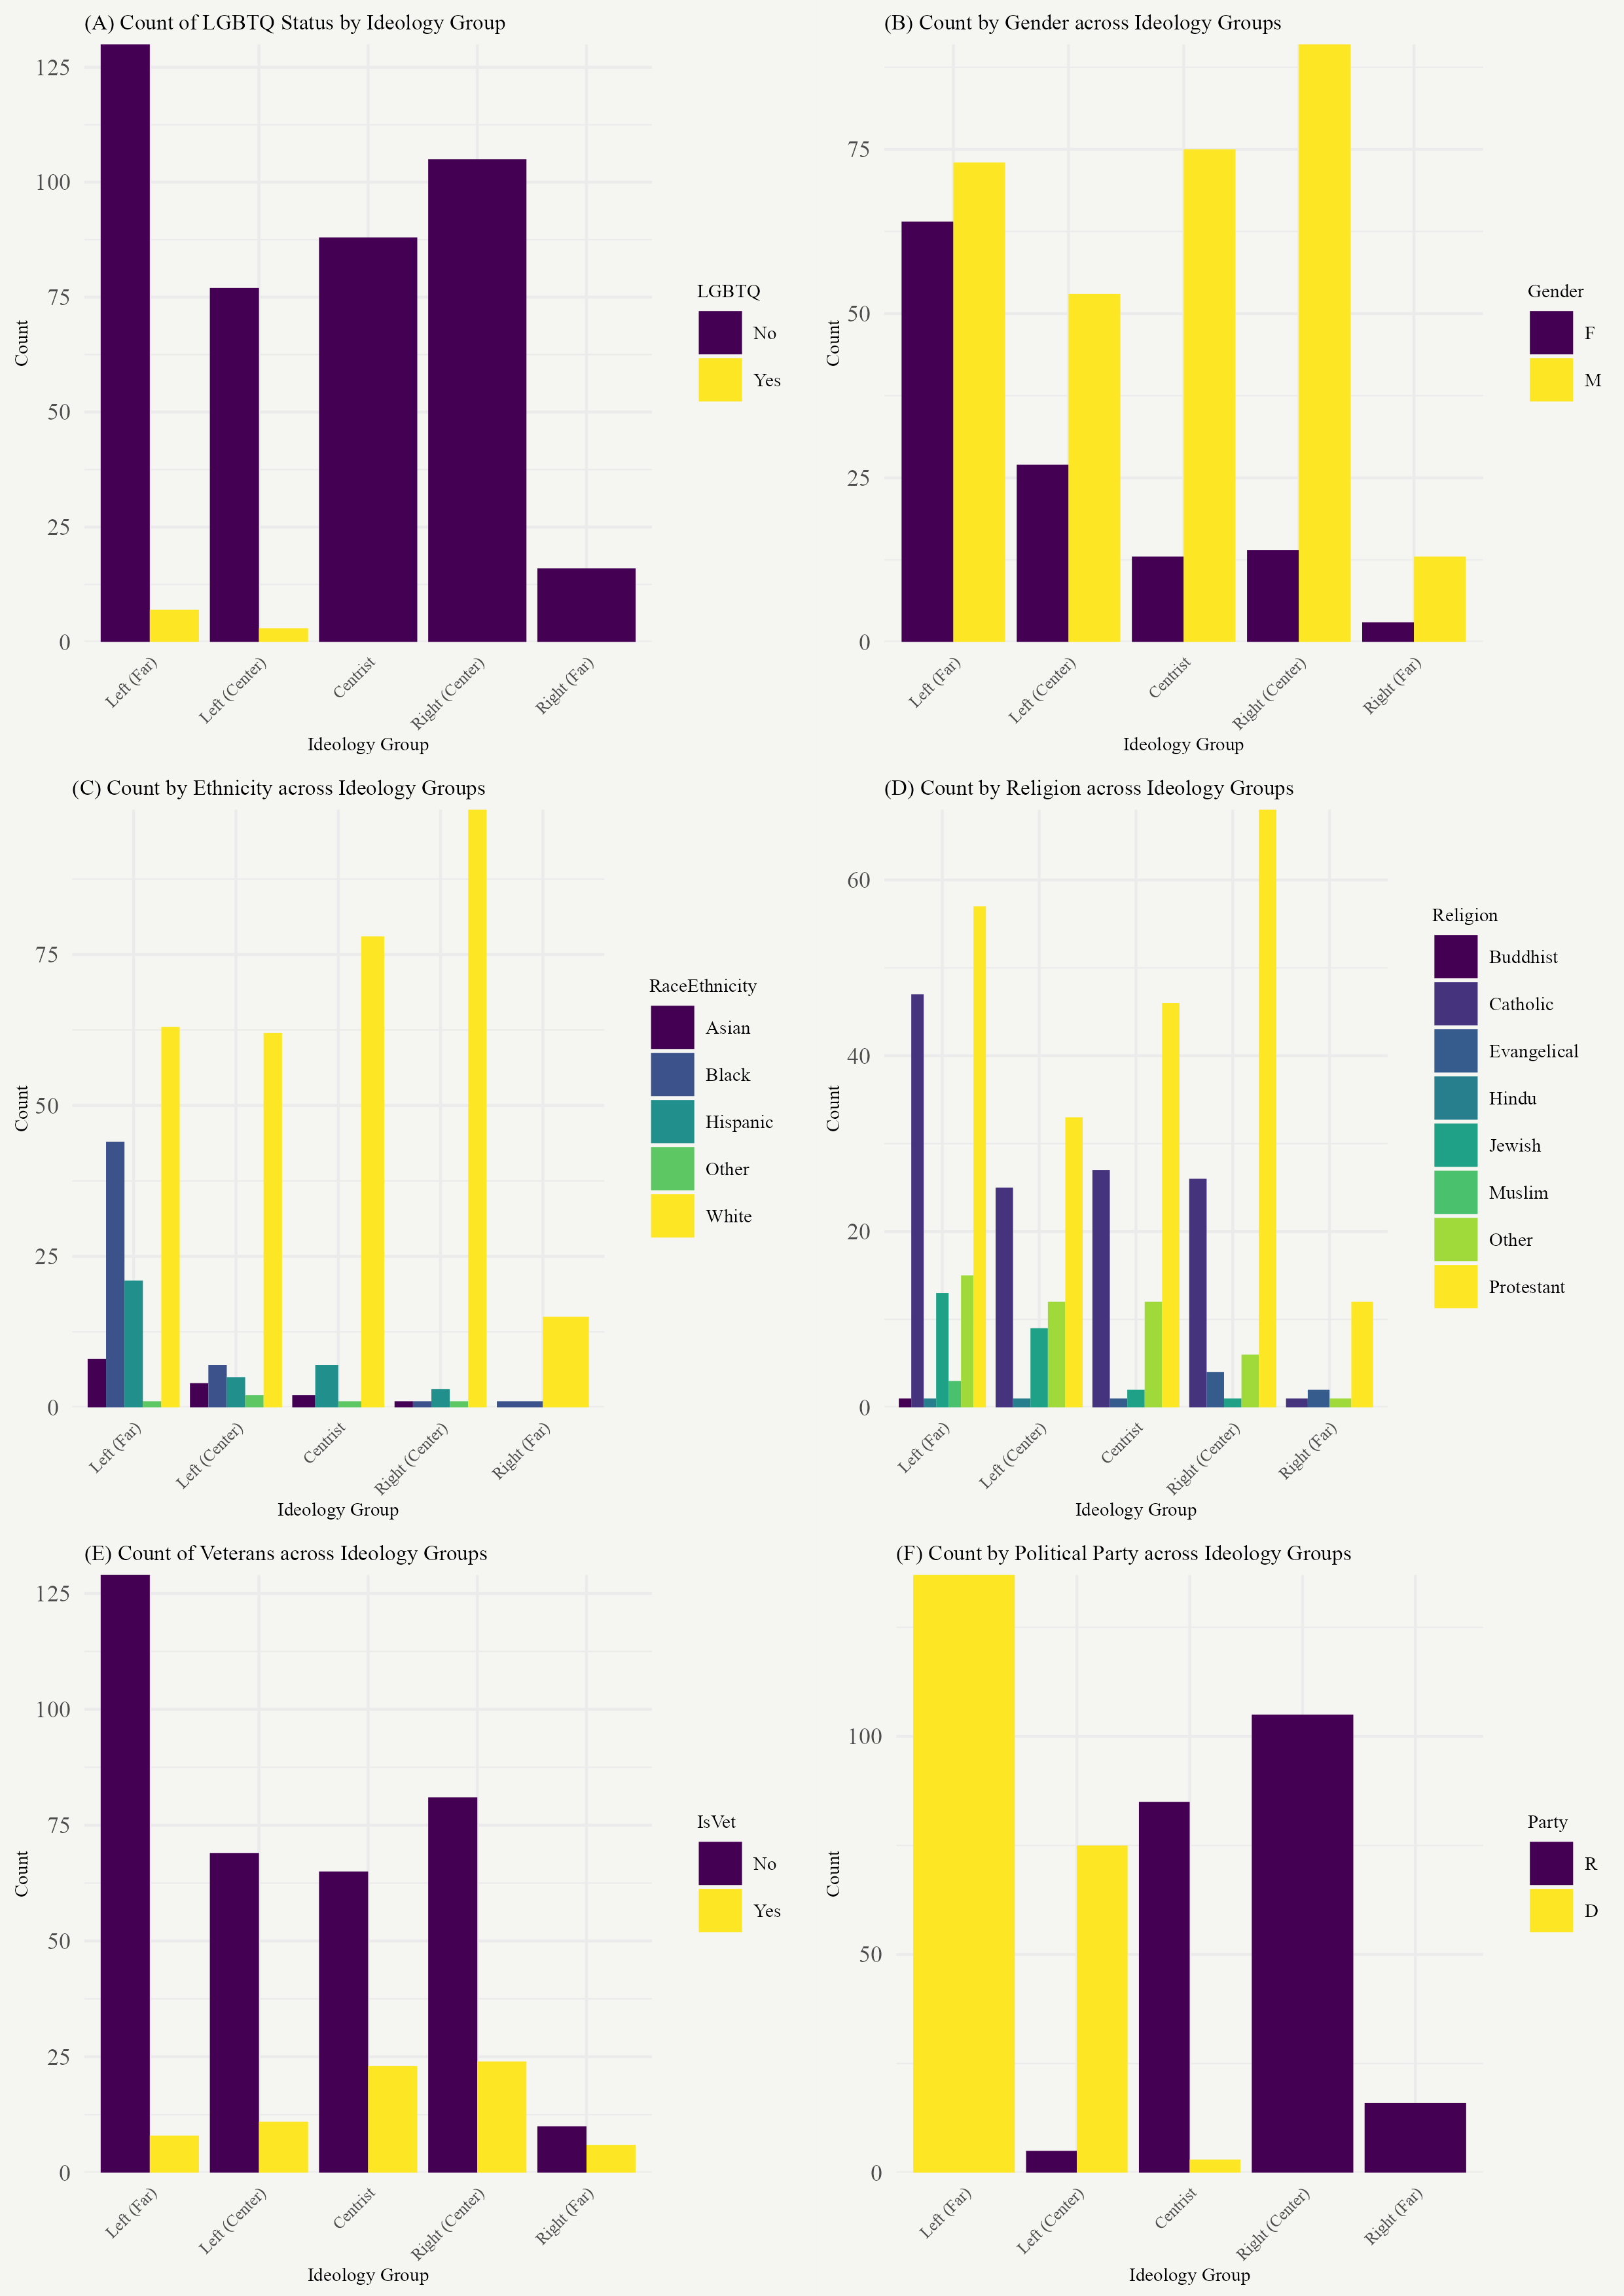 (A) Count of LGBTQ Status by Ideology Group
125
100
75
50
25
0
Count
Left (Far)
Left (Center)
Centrist
Right (Center)
Right (Far)
Ideology Group
LGBTQ
No
Yes
(B) Count by Gender across Ideology Groups
75
50
25
0
Count
Left (Far)
Left (Center)
Centrist
Right (Center)
Right (Far)
Ideology Group
Gender
F
M
(C) Count by Ethnicity across Ideology Groups
75
50
25
0
Count
Left (Far)
Left (Center)
Centrist
Right (Center)
Right (Far)
Ideology Group
RaceEthnicity
Asian
Black
Hispanic
Other
White
(D) Count by Religion across Ideology Groups
60
40
20
0
Count
Left (Far)
Left (Center)
Centrist
Right (Center)
Right (Far)
Ideology Group
Religion
Buddhist
Catholic
Evangelical
Hindu
Jewish
Muslim
Other
Protestant
(E) Count of Veterans across Ideology Groups
125
100
75
50
25
0
Count
Left (Far)
Left (Center)
Centrist
Right (Center)
Right (Far)
Ideology Group
IsVet
No
Yes
(F) Count by Political Party across Ideology Groups
100
50
0
Count
Left (Far)
Left (Center)
Centrist
Right (Center)
Right (Far)
Ideology Group
Party
R
D